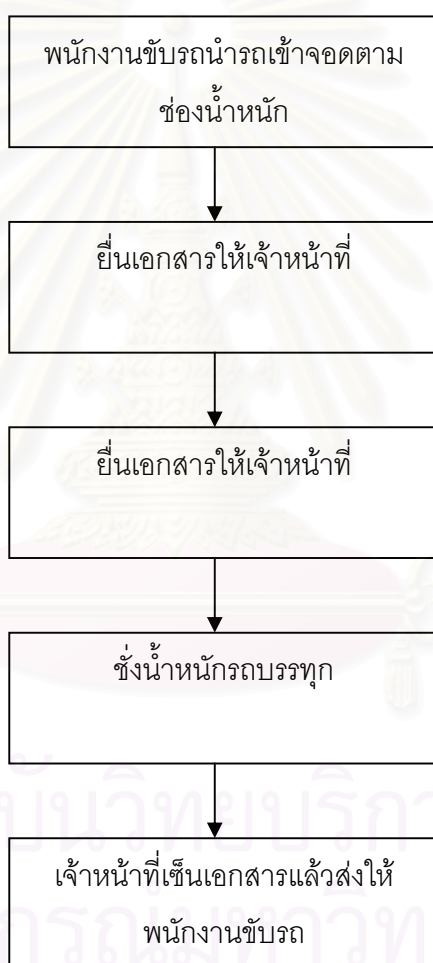 พนักงานขับรถนำรถเข้าจอดตาม
ช่องน้ำหนัก
ยื่นเอกสารให้เจ้าหน้าที่
ยื่นเอกสารให้เจ้าหน้าที่
ชั่งน้ำหนักรถบรรทุก
เจ้าหน้าที่เซ็นเอกสารแล้วส่งให้
พนักงานขับรถ